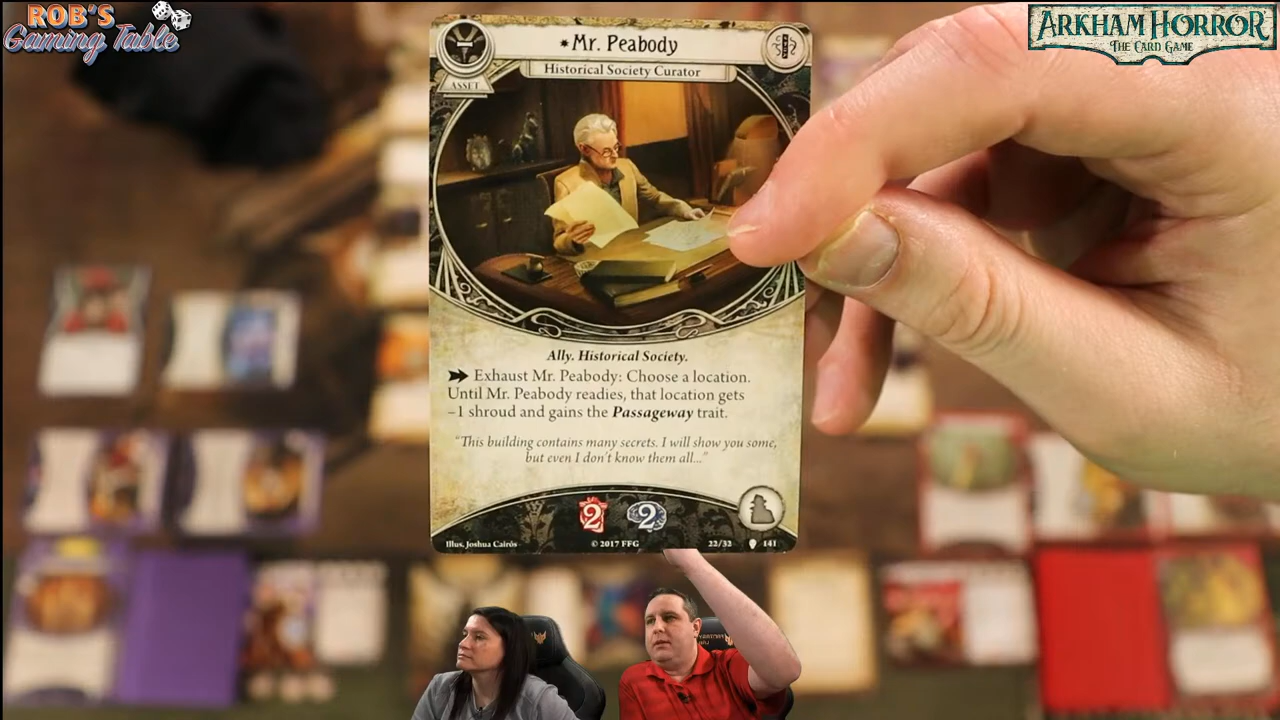 ROB'S
Gaming Table
ARKHAM HORROR
THE CARD GAME
Mr. Peabody
Historical Society Curator
ASSET
Ally. Historical Society.
Exhaust Mr. Peabody: Choose a location.
Until Mr. Peabody readies, that location gets
–1 shroud and gains the Passageway trait.
"This building contains many secrets. I will show you some,
but even I don't know them all..."
2 2
Illus. Joshua Cairós © 2017 FFG 22/32 141